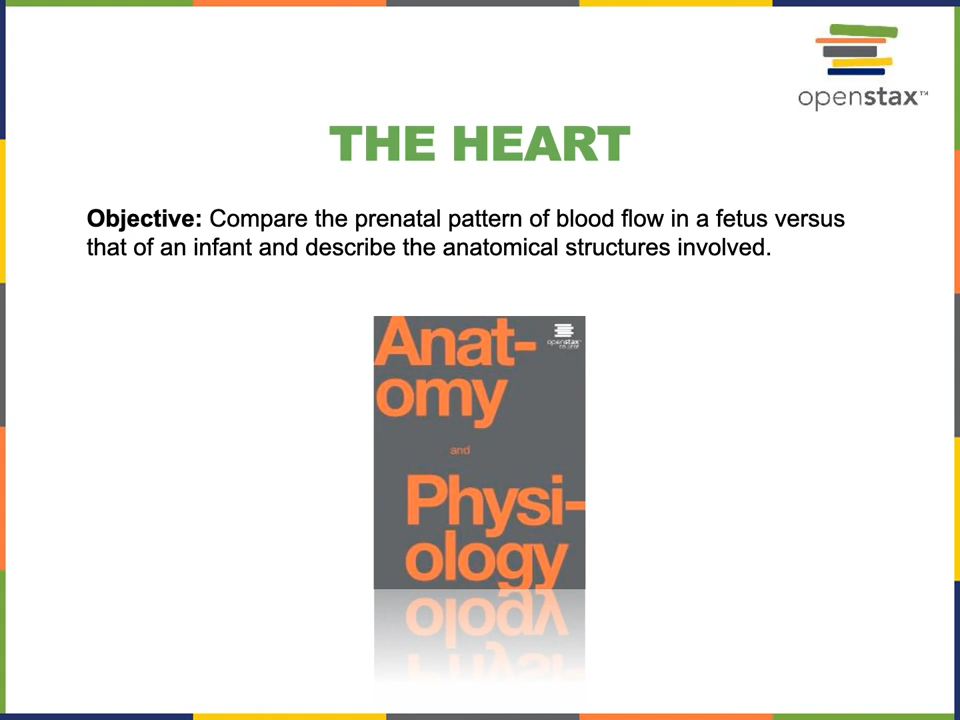 openstax™
THE HEART
Objective: Compare the prenatal pattern of blood flow in a fetus versus
that of an infant and describe the anatomical structures involved.
Anat-
openstax
omy
and
Physi-
ology